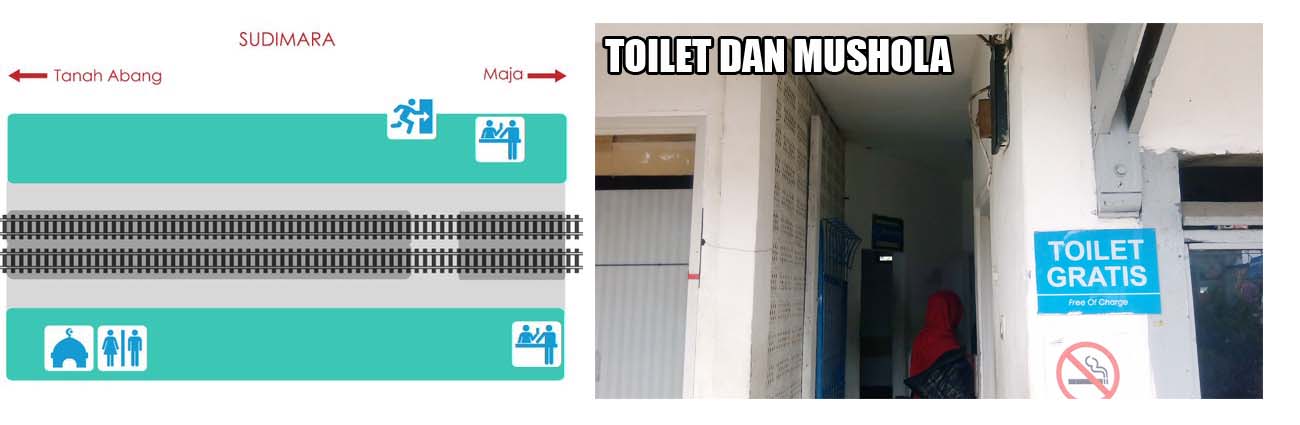 SUDIMARA
Tanah Abang
Maja
TOILET DAN MUSHOLA
TOILET
GRATIS
Free Of Charge